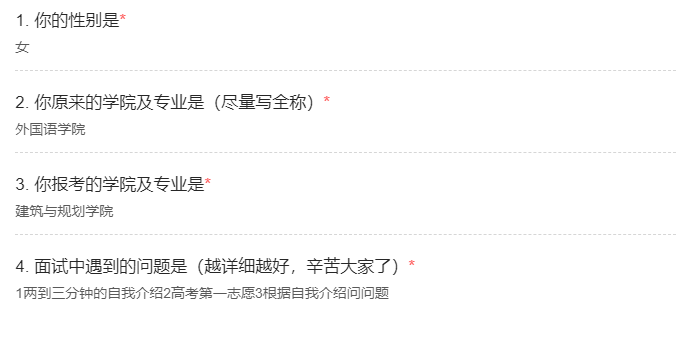 1. 你的性别是*
女
2. 你原来的学院及专业是（尽量写全称）*
外国语学院
3. 你报考的学院及专业是*
建筑与规划学院
4. 面试中遇到的问题是（越详细越好，辛苦大家了）*
1两到三分钟的自我介绍2高考第一志愿3根据自我介绍问问题